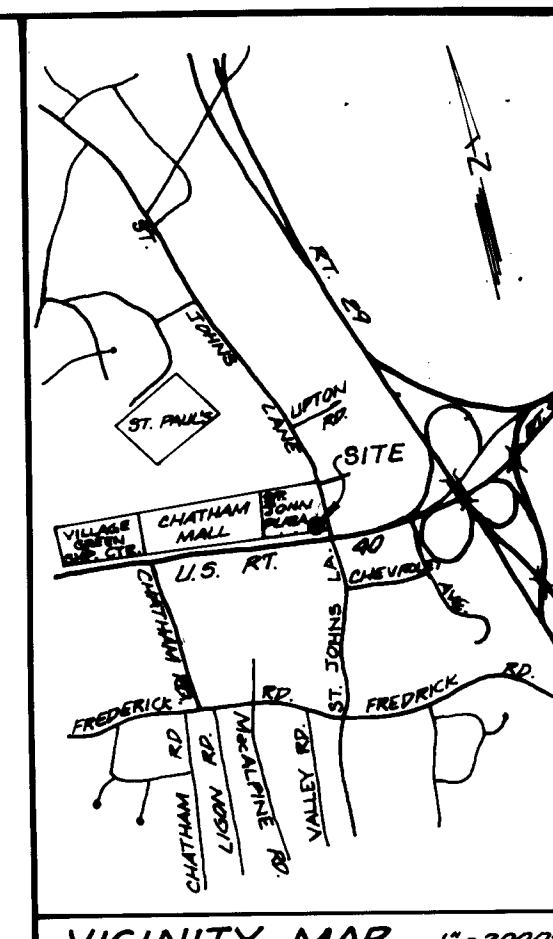 N
ST. JOHNS LANE
RT. 29
UPTON
RD.
ST. PAUL'S
SITE
VILLAGE
GREEN
CHATHAM
MALL
ST.
JOHN
PLAZA
U.S. RT. 40
CHEVROLET AVE.
CHATHAM RD.
ST. JOHNS LA.
FREDERICK RD.
FREDRICK RD.
CHATHAM RD
LIGON RD.
McALPINE RD.
VALLEY RD.
VICINITY MAP